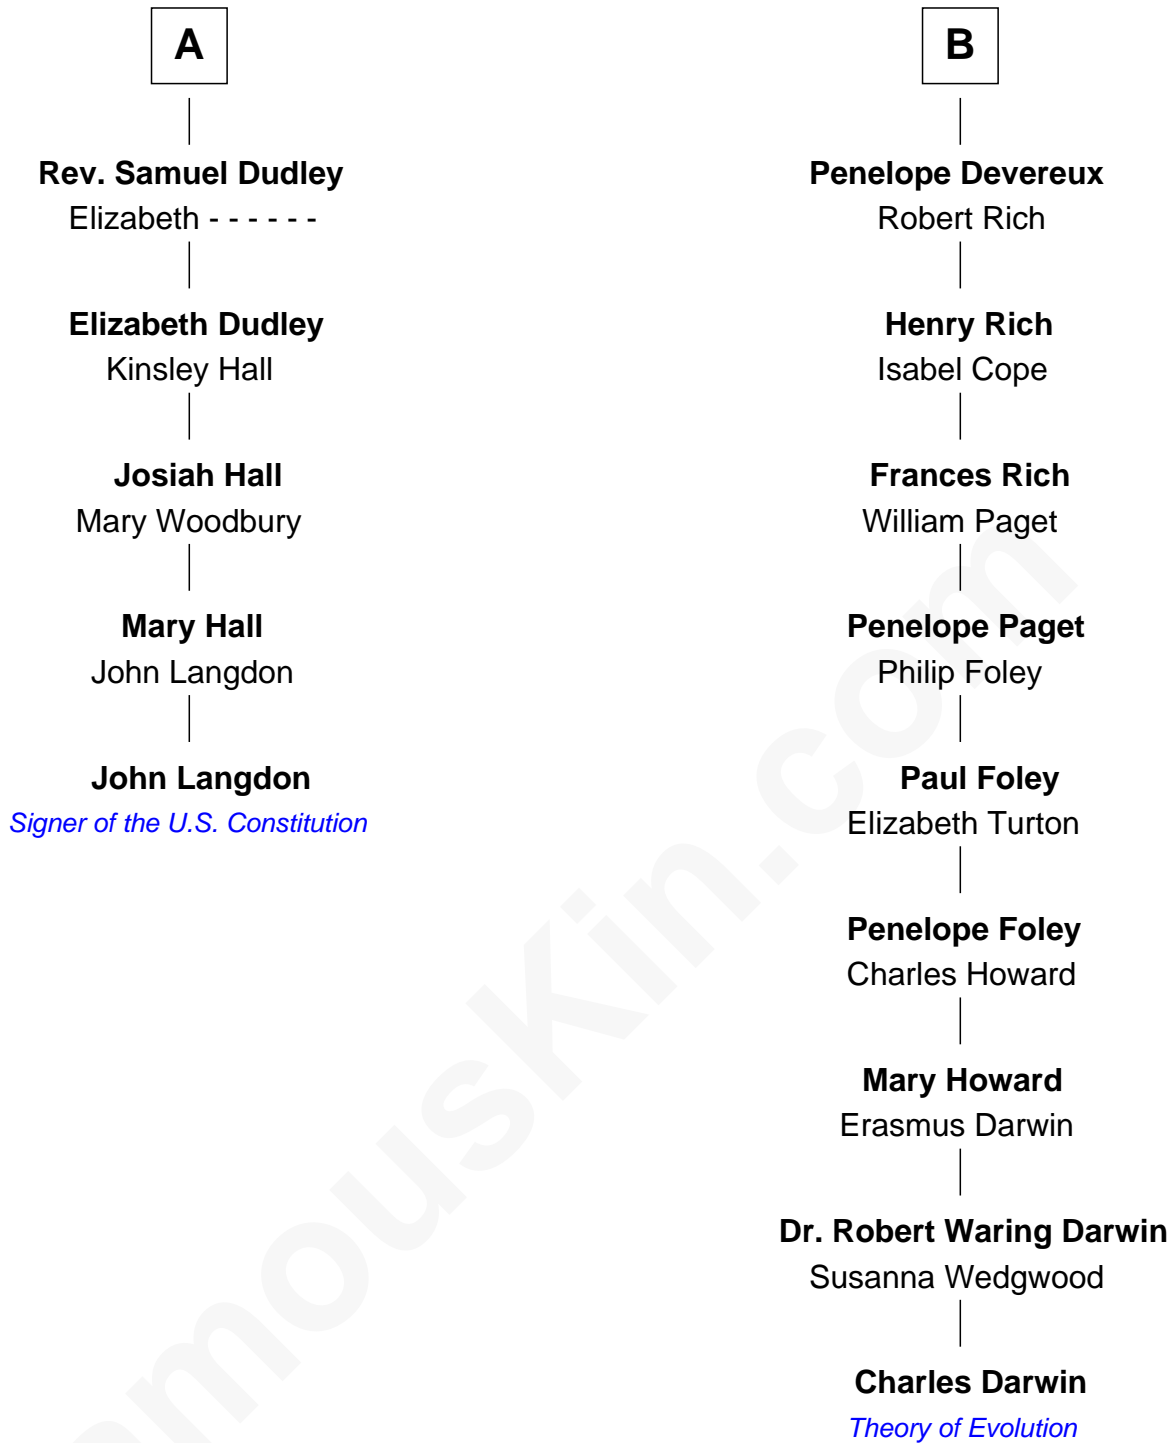 A
Rev. Samuel Dudley
Elizabeth - - - - - -
Elizabeth Dudley
Kinsley Hall
Josiah Hall
Mary Woodbury
Mary Hall
John Langdon
John Langdon
Signer of the U.S. Constitution
B
Penelope Devereux
Robert Rich
Henry Rich
Isabel Cope
Frances Rich
William Paget
Penelope Paget
Philip Foley
Paul Foley
Elizabeth Turton
Penelope Foley
Charles Howard
Mary Howard
Erasmus Darwin
Dr. Robert Waring Darwin
Susanna Wedgwood
Charles Darwin
Theory of Evolution
amouskin.com